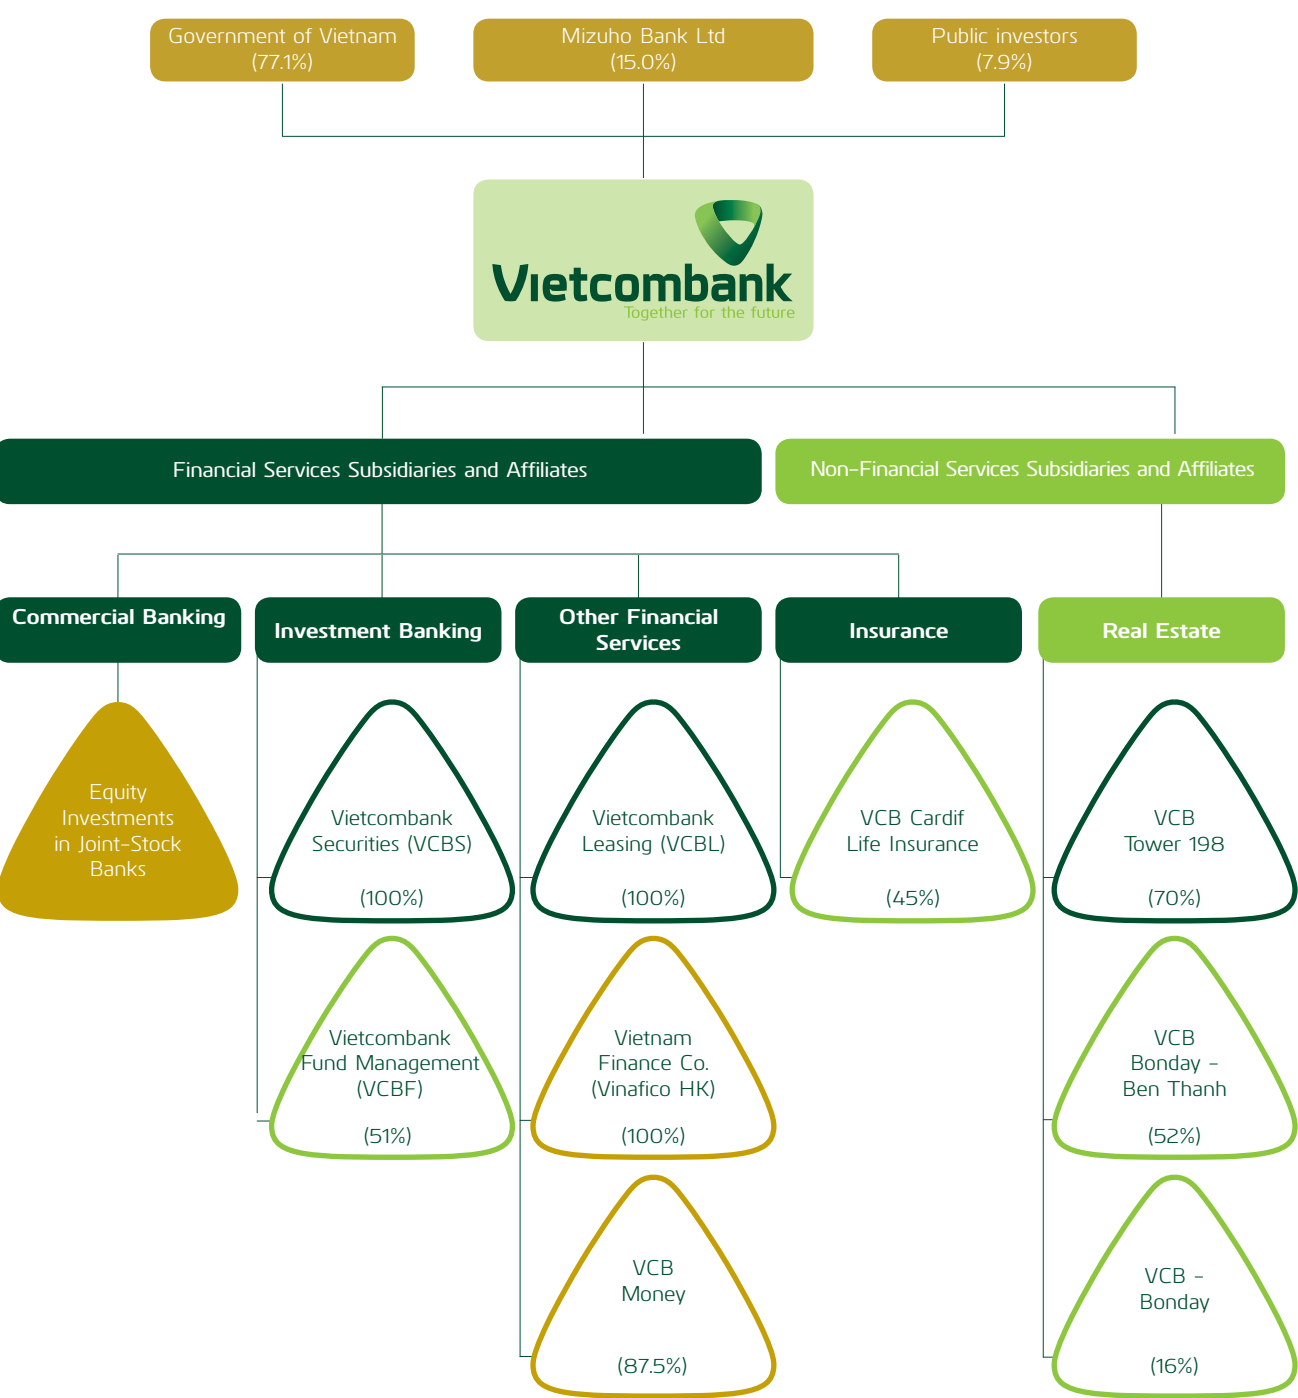 Government of Vietnam
(77.1%)
Mizuho Bank Ltd
(15.0%)
Public investors
(7.9%)
Vietcombank
Together for the future
Financial Services Subsidiaries and Affiliates
Non-Financial Services Subsidiaries and Affiliates
Commercial Banking
Investment Banking
Other Financial
Services
Insurance
Real Estate
Equity
Investments
in Joint-Stock
Banks
Vietcombank
Securities (VCBS)
(100%)
Vietcombank
Leasing (VCBL)
(100%)
VCB Cardif
Life Insurance
(45%)
VCB
Tower 198
(70%)
Vietcombank
Fund Management
(VCBF)
(51%)
Vietnam
Finance Co.
(Vinafico HK)
(100%)
VCB
Bonday -
Ben Thanh
(52%)
VCB
Money
(87.5%)
VCB -
Bonday
(16%)